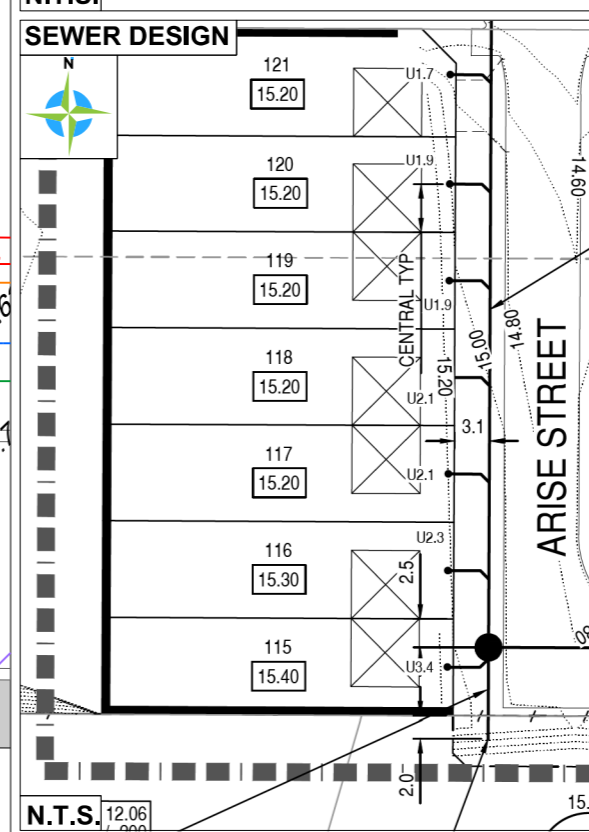 N.T.S.
SEWER DESIGN
N
121
15.20
U1.7
120
15.20
U1.9
119
15.20
U1.9
CENTRAL TYP
118
15.20
U2.1
117
15.20
U2.1
116
15.30
U2.3
2.5
115
15.40
U3.4
2.0
3.1
15.20
15.00
14.80
14.60
ARISE STREET
N.T.S.
12.06
15.